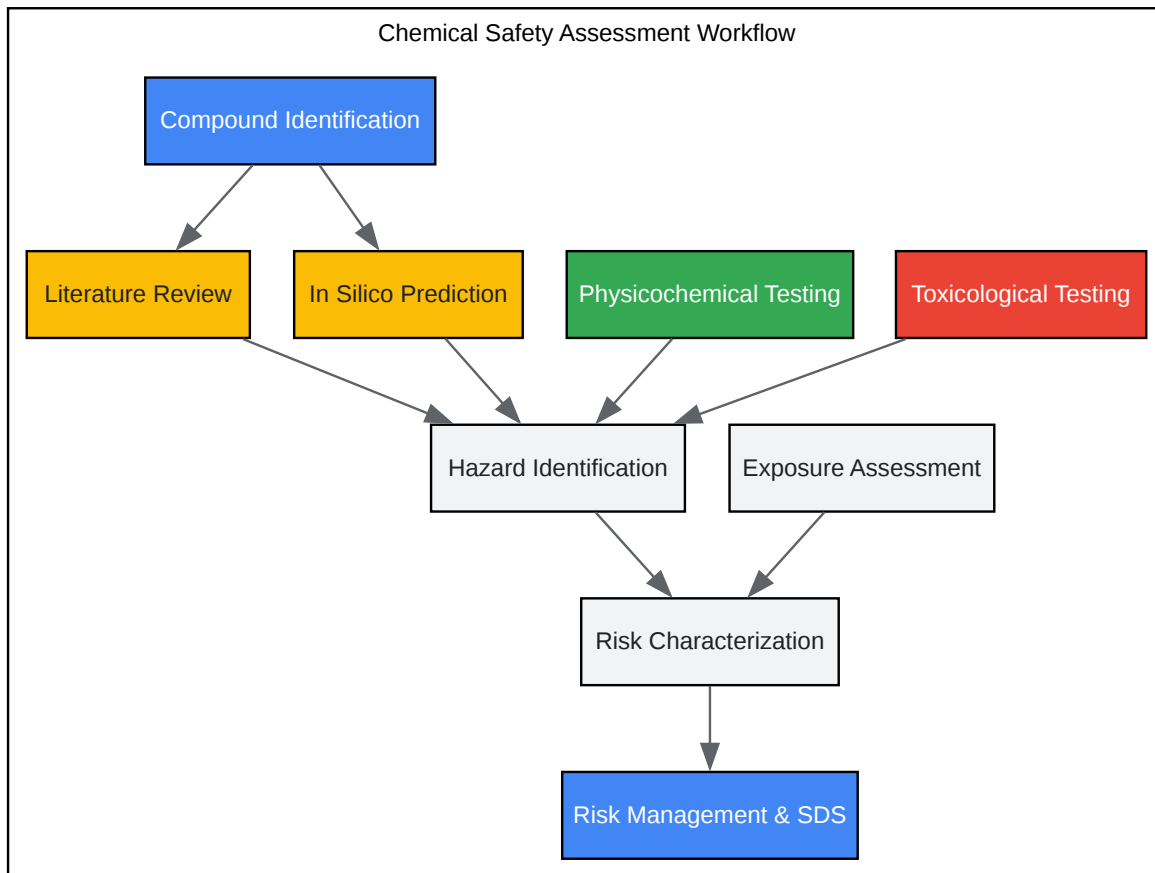 Chemical Safety Assessment Workflow
Compound Identification
Literature Review
In Silico Prediction
Physicochemical Testing
Toxicological Testing
Hazard Identification
Exposure Assessment
Risk Characterization
Risk Management & SDS